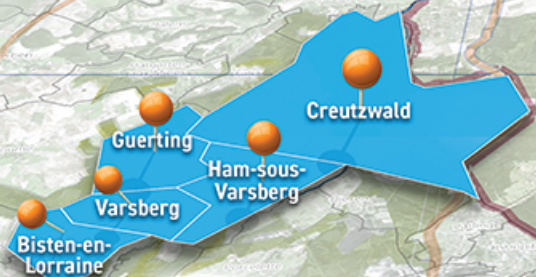 Creutzwald
Guerting
Ham-sous-
Varsberg
Varsberg
Bisten-en-
Lorraine